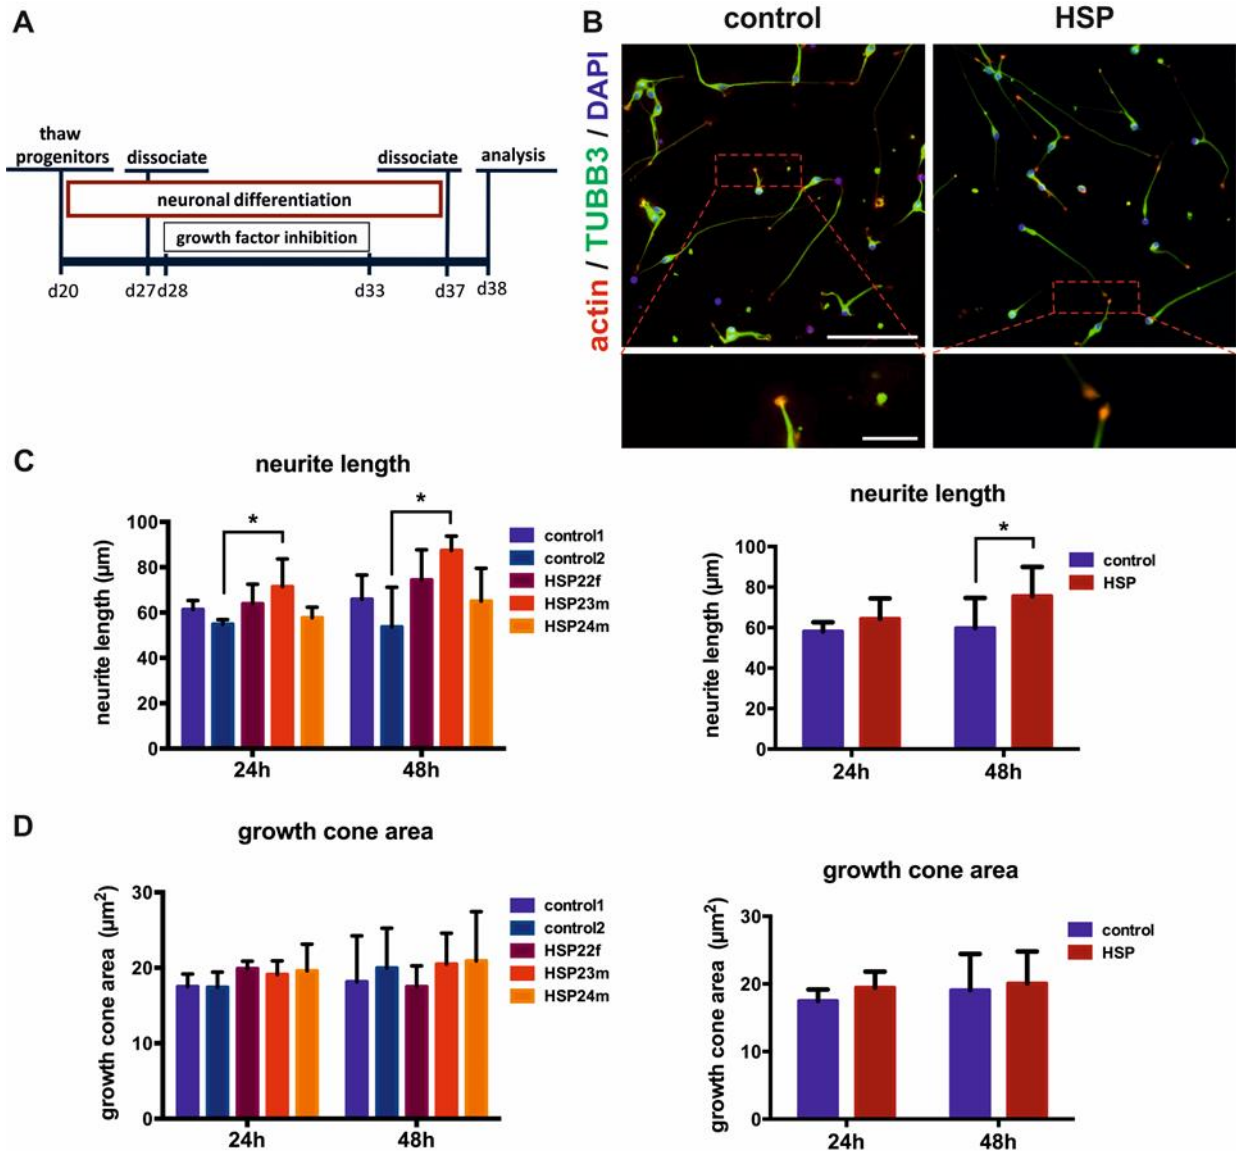 A
thaw
progenitors
dissociate
dissociate
analysis
neuronal differentiation
growth factor inhibition
d20
d27
d28
d33
d37
d38
B
control
HSP
actin / TUBB3 / DAPI
C
neurite length
neurite length (µm)
100
80
60
40
20
0
*
*
24h
48h
control1
control2
HSP22f
HSP23m
HSP24m
neurite length
neurite length (µm)
100
80
60
40
20
0
*
24h
48h
control
HSP
D
growth cone area
growth cone area (µm²)
30
20
10
0
24h
48h
control1
control2
HSP22f
HSP23m
HSP24m
growth cone area
growth cone area (µm²)
30
20
10
0
24h
48h
control
HSP